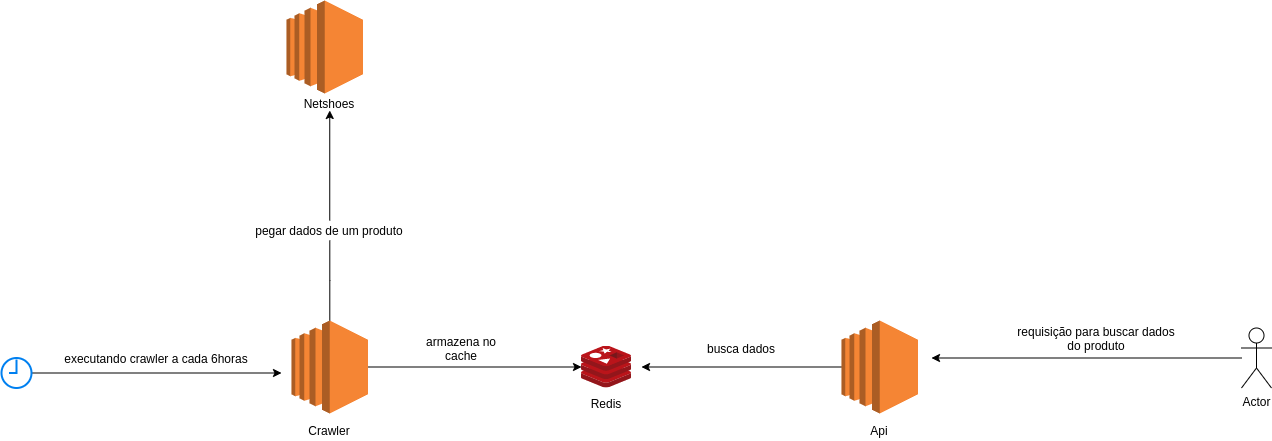 Netshoes
pegar dados de um produto
executando crawler a cada 6horas
armazena no
cache
busca dados
requisição para buscar dados
do produto
Redis
Crawler
Api
Actor